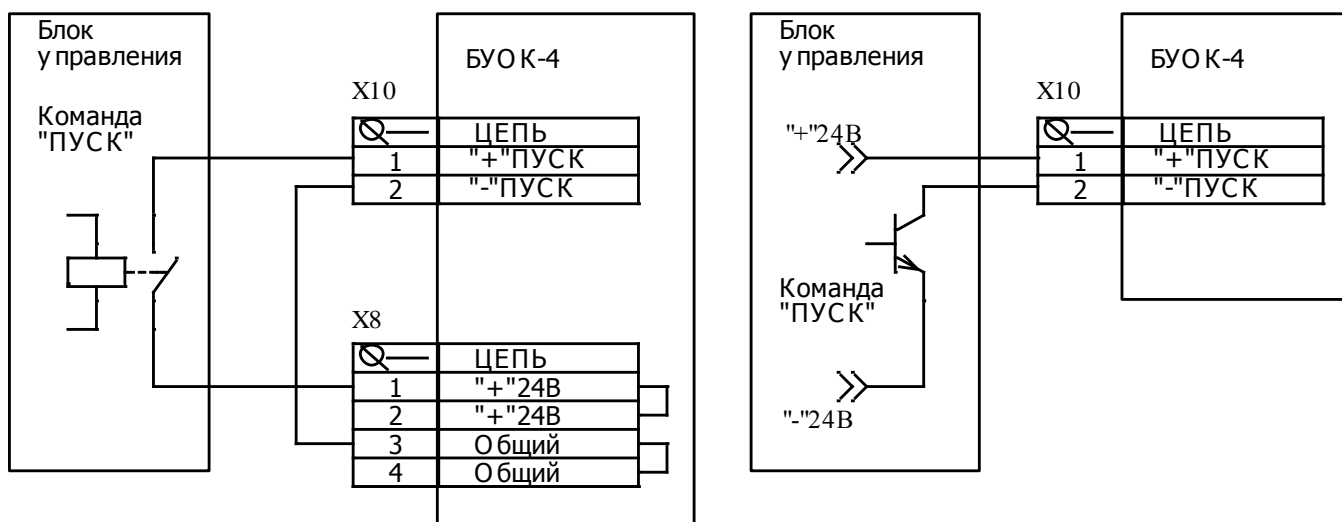 Блок
управления
БУОК-4
X10
Команда
"ПУСК"
ЦЕПЬ
1 "+"ПУСК
2 "-"ПУСК
X8
ЦЕПЬ
1 "+"24В
2 "+"24В
3 Общий
4 Общий
Блок
управления
БУОК-4
X10
"+"24В
ЦЕПЬ
1 "+"ПУСК
2 "-"ПУСК
Команда
"ПУСК"
"-"24В